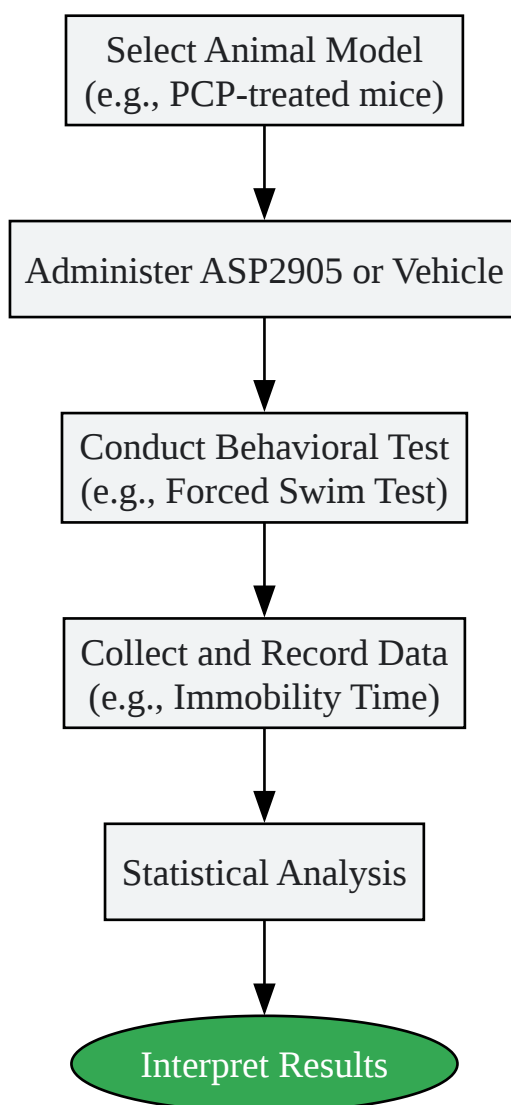 Select Animal Model
(e.g., PCP-treated mice)
Administer ASP2905 or Vehicle
Conduct Behavioral Test
(e.g., Forced Swim Test)
Collect and Record Data
(e.g., Immobility Time)
Statistical Analysis
Interpret Results